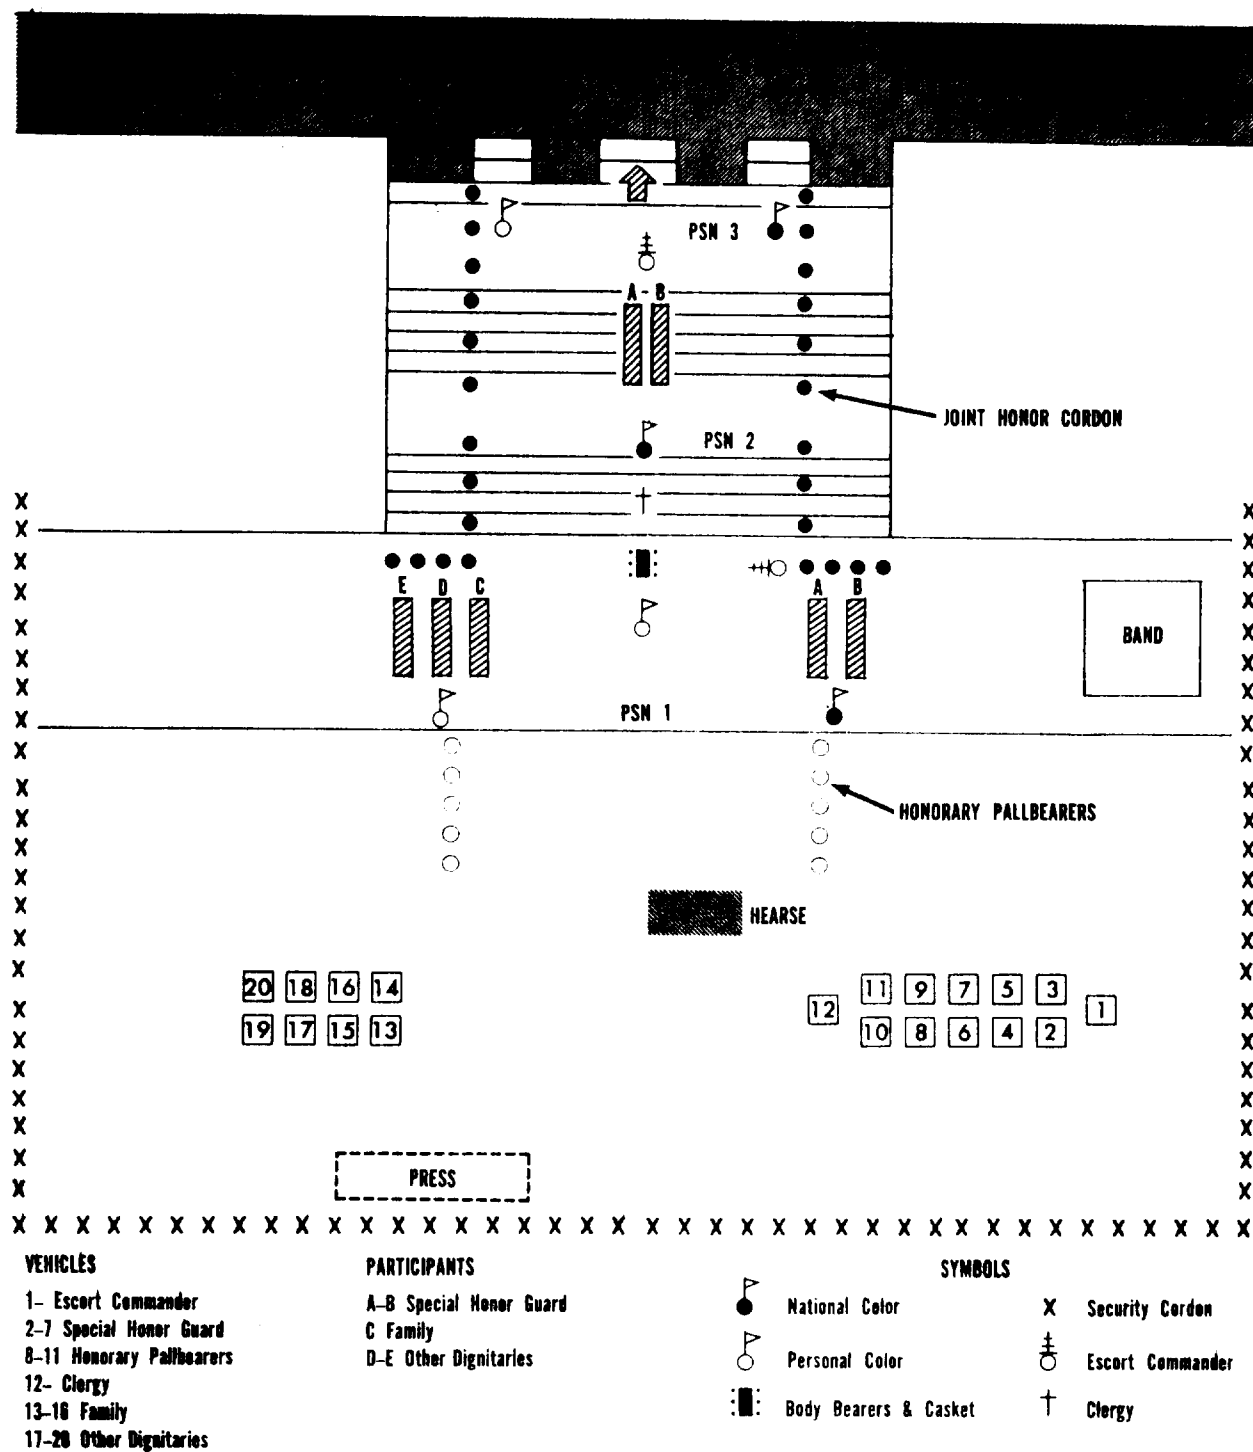 PSN 3
A - B
JOINT HONOR CORDON
PSN 2
E D C
A B
BAND
PSN 1
HONORARY PALLBEARERS
HEARSE
20 18 16 14
11 9 7 5 3
12
1
19 17 15 13
10 8 6 4 2
PRESS
VEHICLES
1- Escort Commander
2-7 Special Honor Guard
8-11 Honorary Pallbearers
12- Clergy
13-16 Family
17-20 Other Dignitaries
PARTICIPANTS
A-B Special Honor Guard
C Family
D-E Other Dignitaries
SYMBOLS
National Color
Personal Color
Body Bearers & Casket
X Security Cordon
Escort Commander
Clergy